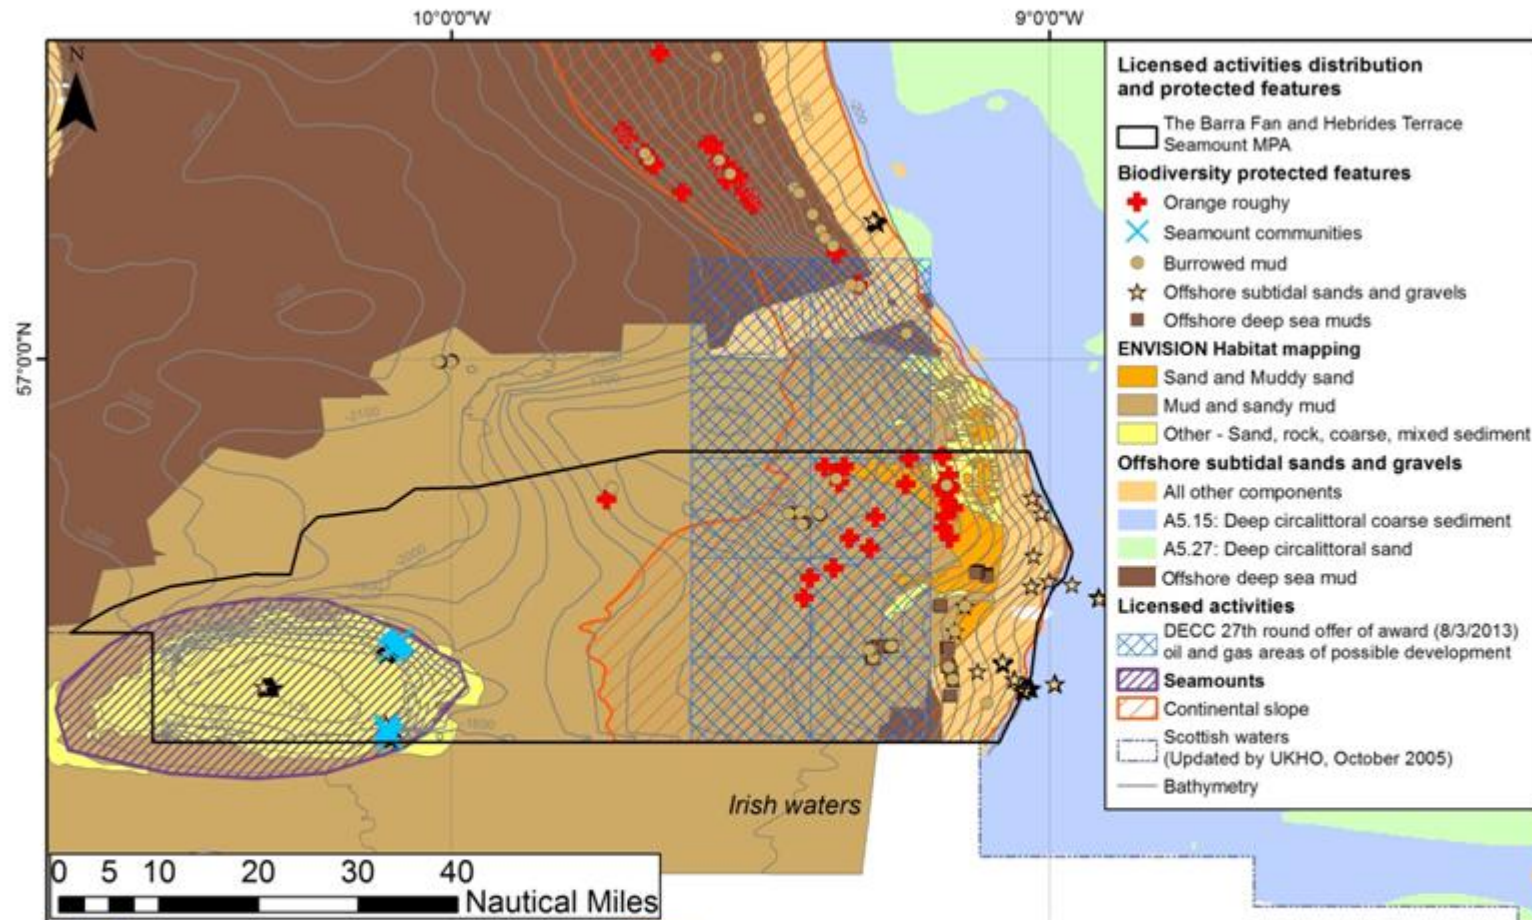 10°0'0"W
9°0'0"W
N
57°0'0"N
Licensed activities distribution
and protected features
The Barra Fan and Hebrides Terrace
Seamount MPA
Biodiversity protected features
Orange roughy
Seamount communities
Burrowed mud
Offshore subtidal sands and gravels
Offshore deep sea muds
ENVISION Habitat mapping
Sand and Muddy sand
Mud and sandy mud
Other - Sand, rock, coarse, mixed sediment
Offshore subtidal sands and gravels
All other components
A5.15: Deep circalittoral coarse sediment
A5.27: Deep circalittoral sand
Offshore deep sea mud
Licensed activities
DECC 27th round offer of award (8/3/2013)
oil and gas areas of possible development
Seamounts
Continental slope
Scottish waters
(Updated by UKHO, October 2005)
Bathymetry
-200
-2100
-2000
Irish waters
0 5 10 20 30 40
Nautical Miles